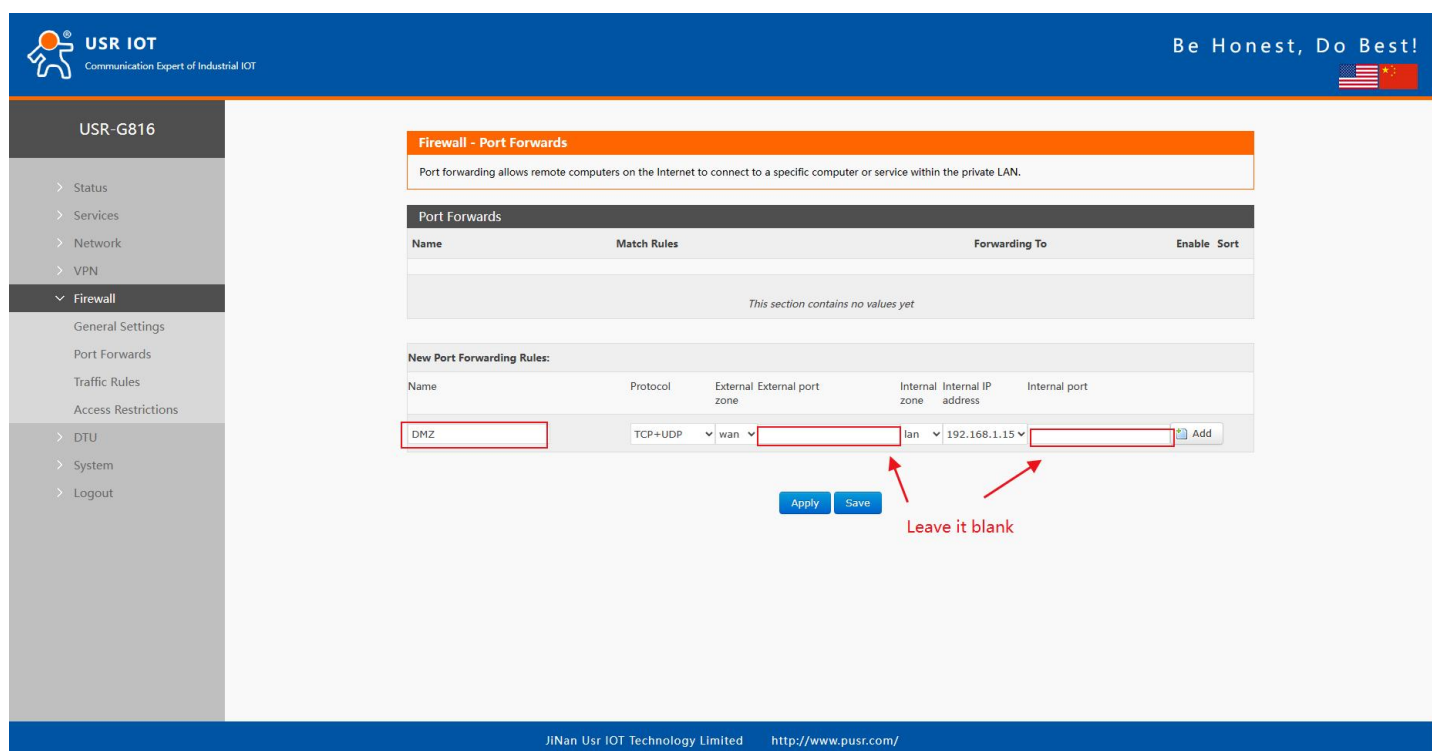 USR IOT
Communication Expert of Industrial IOT
Be Honest, Do Best!
USR-G816
Status
Services
Network
VPN
Firewall
General Settings
Port Forwards
Traffic Rules
Access Restrictions
DTU
System
Logout
Firewall - Port Forwards
Port forwarding allows remote computers on the Internet to connect to a specific computer or service within the private LAN.
Port Forwards
Name Match Rules Forwarding To Enable Sort
This section contains no values yet
New Port Forwarding Rules:
Name Protocol External zone External port Internal zone Internal IP address Internal port
DMZ TCP+UDP wan lan 192.168.1.15 Add
Apply Save
Leave it blank
JiNan Usr IOT Technology Limited http://www.pusr.com/